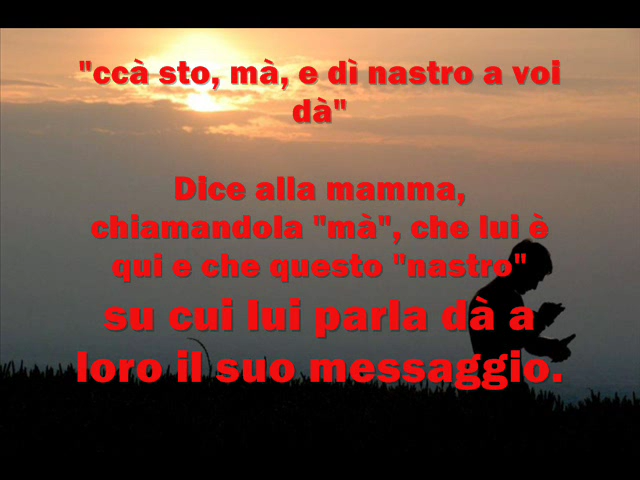 "ccà sto, mà, e dì nastro a voi
dà"
Dice alla mamma,
chiamandola "mà", che lui è
qui e che questo "nastro"
su cui lui parla dà a
loro il suo messaggio.